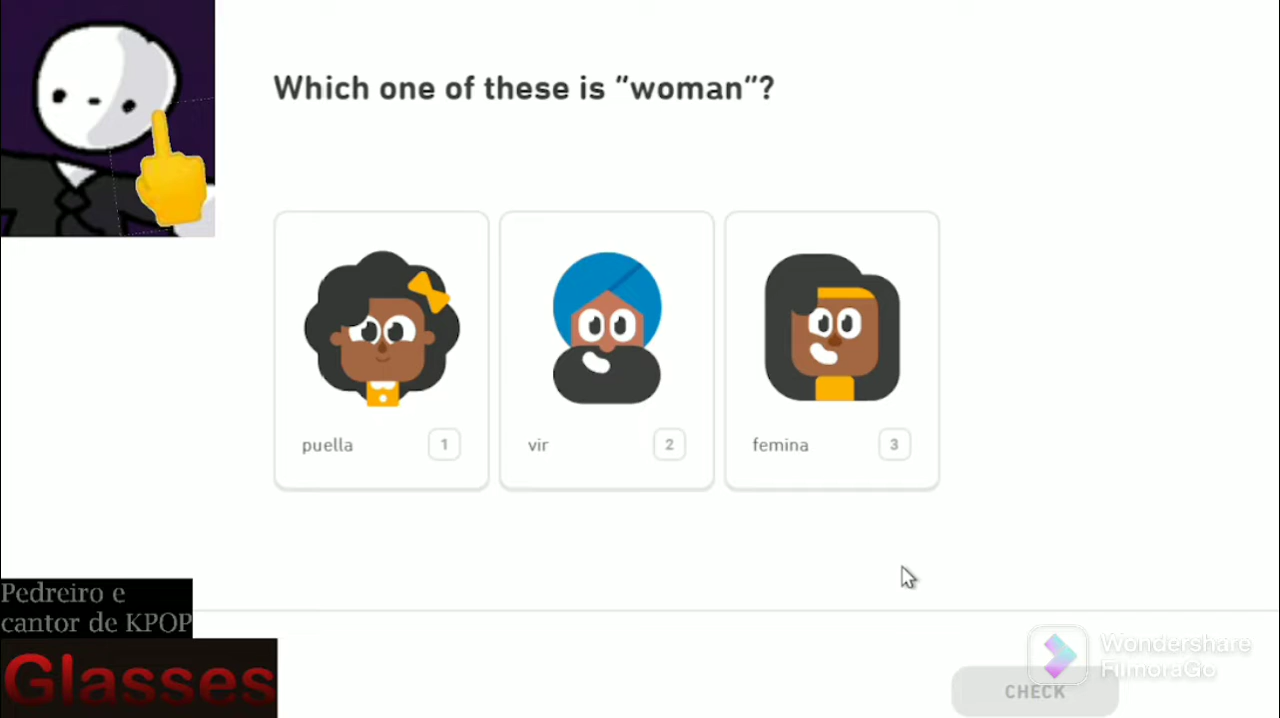 Which one of these is “woman”?
puella 1
vir 2
femina 3
Pedreiro e
cantor de KPOP
Glasses
Wondershare
FilmoraGo
CHECK